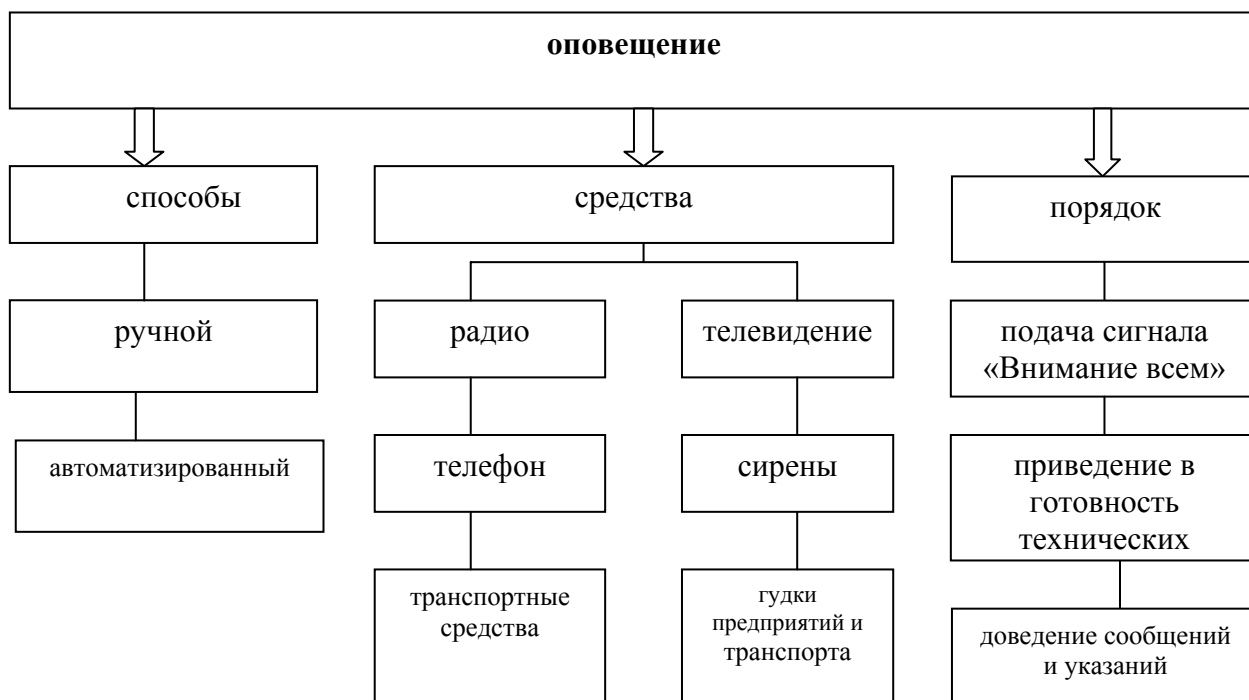 оповещение
способы
средства
порядок
ручной
радио
телевидение
подача сигнала
«Внимание всем»
автоматизированный
телефон
сирены
приведение в
готовность
технических
транспортные
средства
гудки
предприятий и
транспорта
доведение сообщений
и указаний